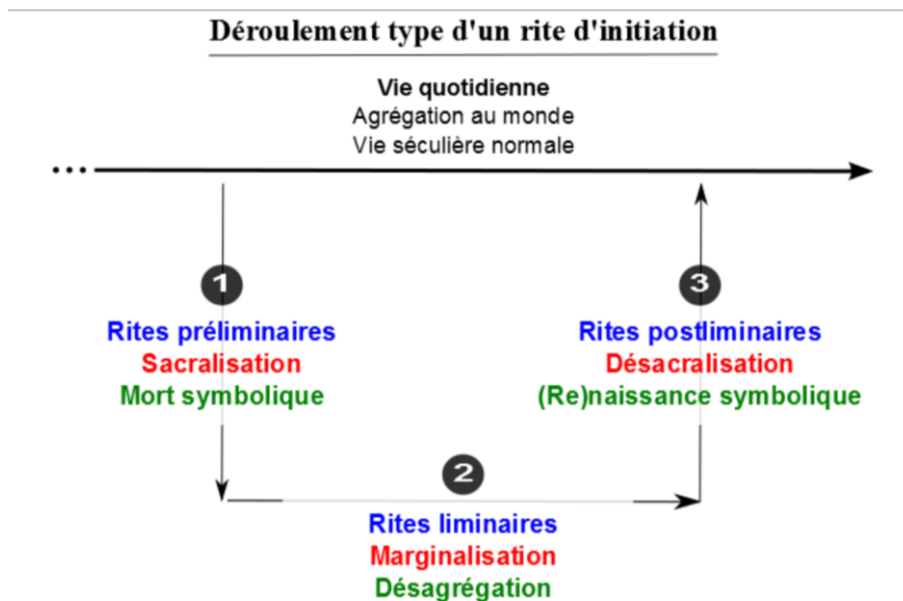 Déroulement type d'un rite d'initiation
Vie quotidienne
Agrégation au monde
Vie séculière normale
...
1
Rites préliminaires
Sacralisation
Mort symbolique
2
Rites liminaires
Marginalisation
Désagrégation
3
Rites postliminaires
Désacralisation
(Re)naissance symbolique